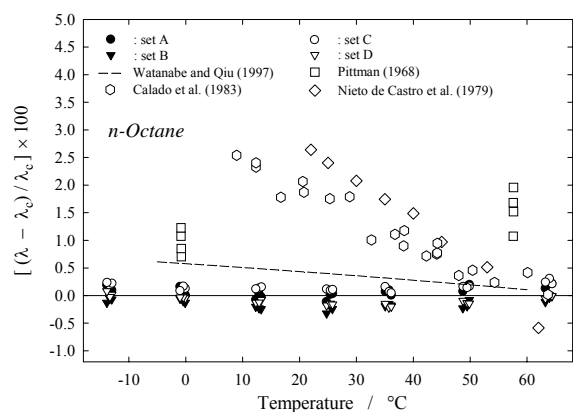 5.0
4.5
4.0
3.5
3.0
2.5
2.0
1.5
1.0
0.5
0.0
-0.5
-1.0
[ (λ − λc) / λc ] × 100
: set A
: set B
Watanabe and Qiu (1997)
Calado et al. (1983)
: set C
: set D
Pittman (1968)
Nieto de Castro et al. (1979)
n-Octane
-10 0 10 20 30 40 50 60
Temperature / °C